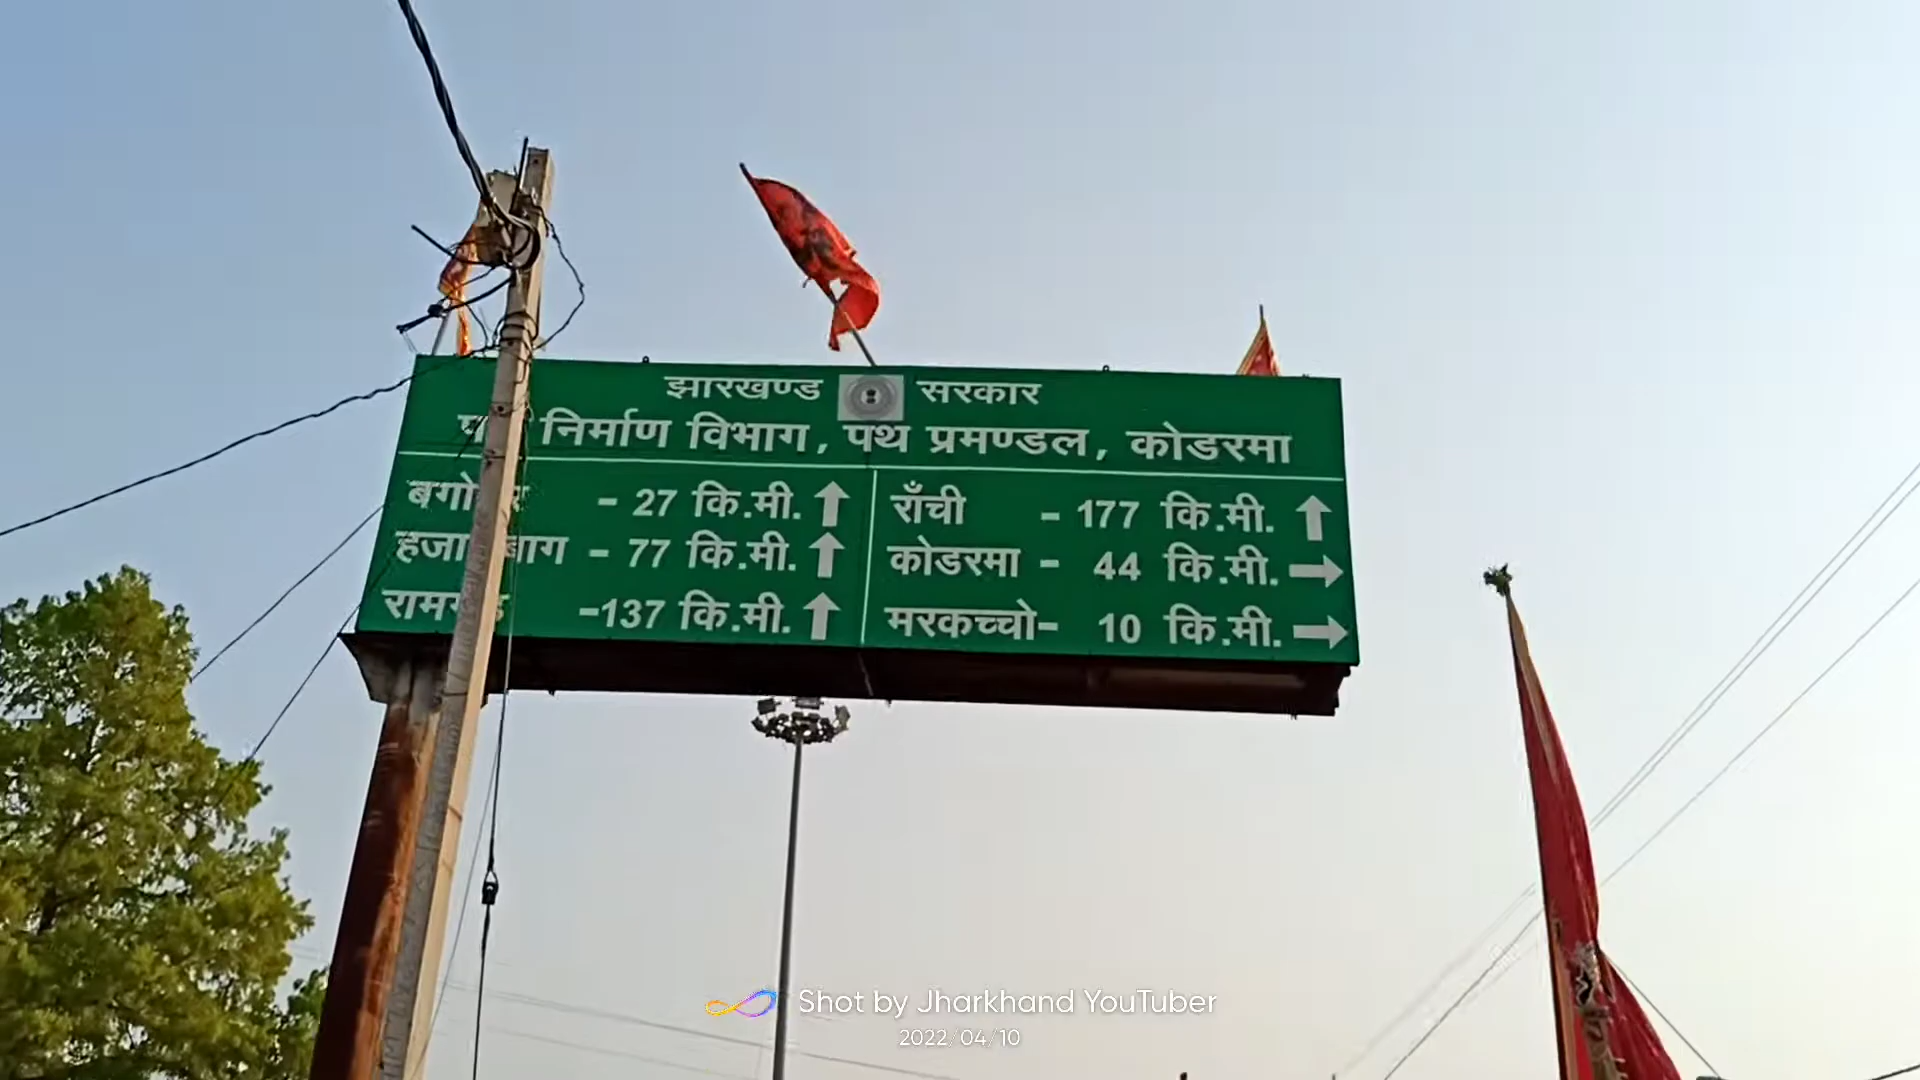 झारखण्ड सरकार
निर्माण विभाग, पथ प्रमण्डल, कोडरमा
- 27 कि.मी. ↑
- 77 कि.मी. ↑
-137 कि.मी. ↑
राँची - 177 कि.मी. ↑
कोडरमा - 44 कि.मी. →
मरकच्चो- 10 कि.मी. →
Shot by Jharkhand YouTuber
2022/04/10